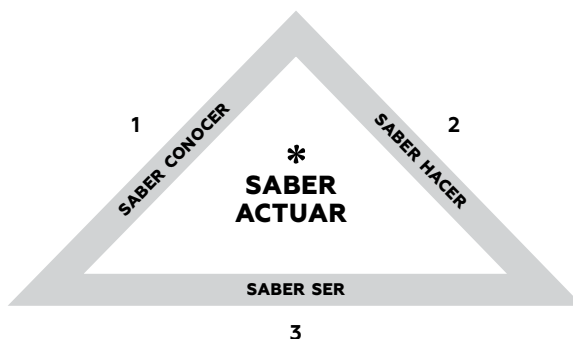 1
SABER CONOCER
2
SABER HACER
*
SABER
ACTUAR
SABER SER
3